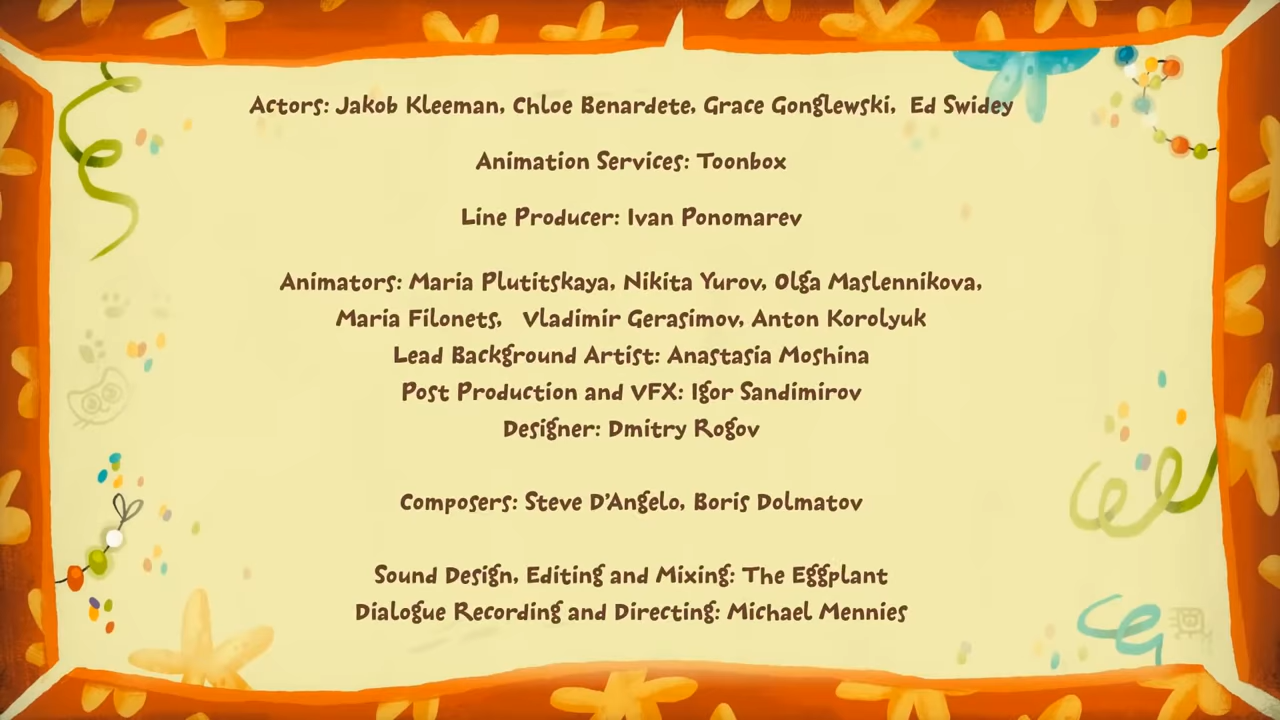 Actors: Jakob Kleeman, Chloe Benardete, Grace Gonglewski, Ed Swidey
Animation Services: Toonbox
Line Producer: Ivan Ponomarev
Animators: Maria Plutitskaya, Nikita Yurov, Olga Maslennikova,
Maria Filonets, Vladimir Gerasimov, Anton Korolyuk
Lead Background Artist: Anastasia Moshina
Post Production and VFX: Igor Sandimirov
Designer: Dmitry Rogov
Composers: Steve D'Angelo, Boris Dolmatov
Sound Design, Editing and Mixing: The Eggplant
Dialogue Recording and Directing: Michael Mennies